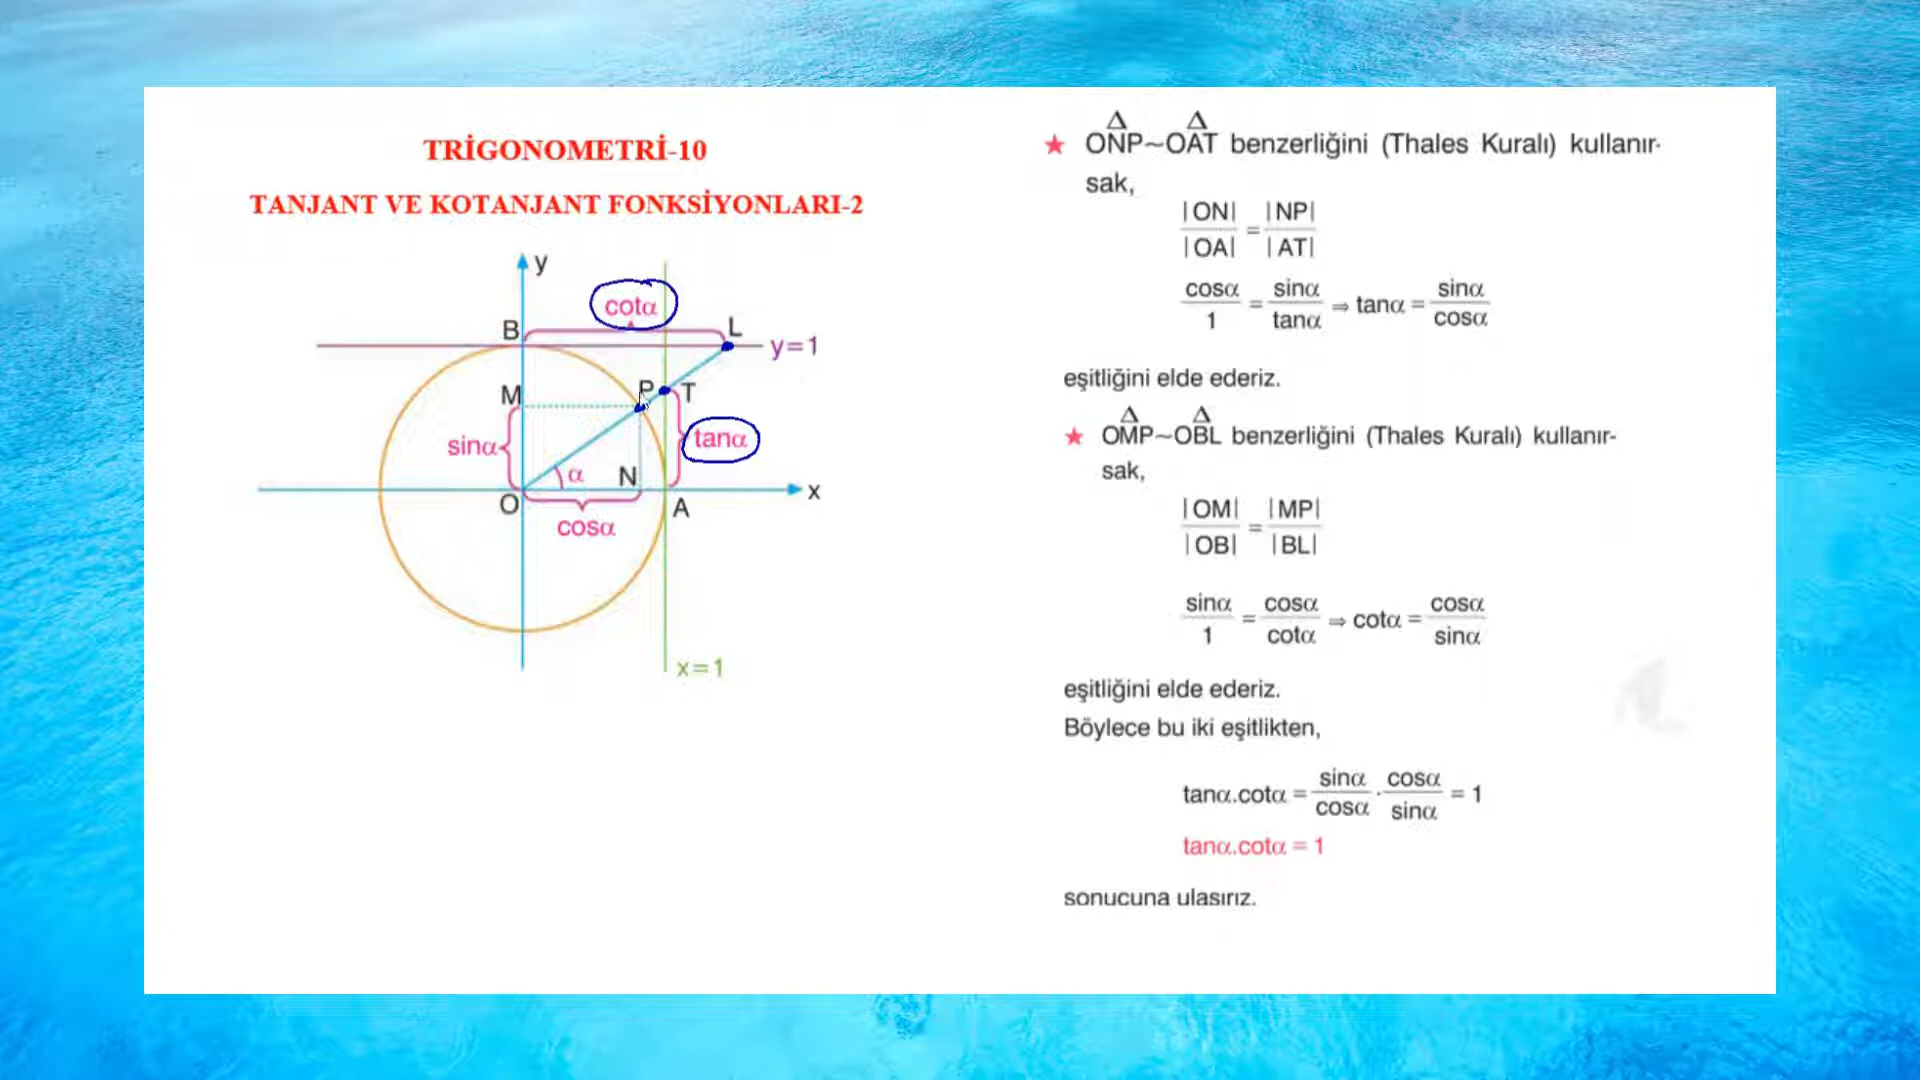 TRİGONOMETRİ-10
TANJANT VE KOTANJANT FONKSİYONLARI-2
y
cotα
B
L
y=1
M
P
T
sinα
tanα
α
N
O
A
x
cosα
x=1
★ ONP~OAT benzerliğini (Thales Kuralı) kullanır-
sak,
|ON| / |OA| = |NP| / |AT|
cosα / 1 = sinα / tanα ⇒ tanα = sinα / cosα
eşitliğini elde ederiz.
★ OMP~OBL benzerliğini (Thales Kuralı) kullanır-
sak,
|OM| / |OB| = |MP| / |BL|
sinα / 1 = cosα / cotα ⇒ cotα = cosα / sinα
eşitliğini elde ederiz.
Böylece bu iki eşitlikten,
tanα.cotα = sinα / cosα . cosα / sinα = 1
tanα.cotα = 1
sonucuna ulasırız.